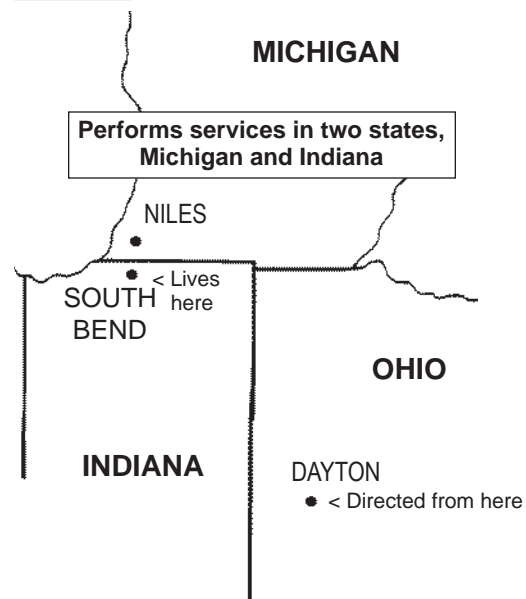 MICHIGAN
Performs services in two states,
Michigan and Indiana
NILES
< Lives
here
SOUTH
BEND
OHIO
INDIANA
DAYTON
< Directed from here